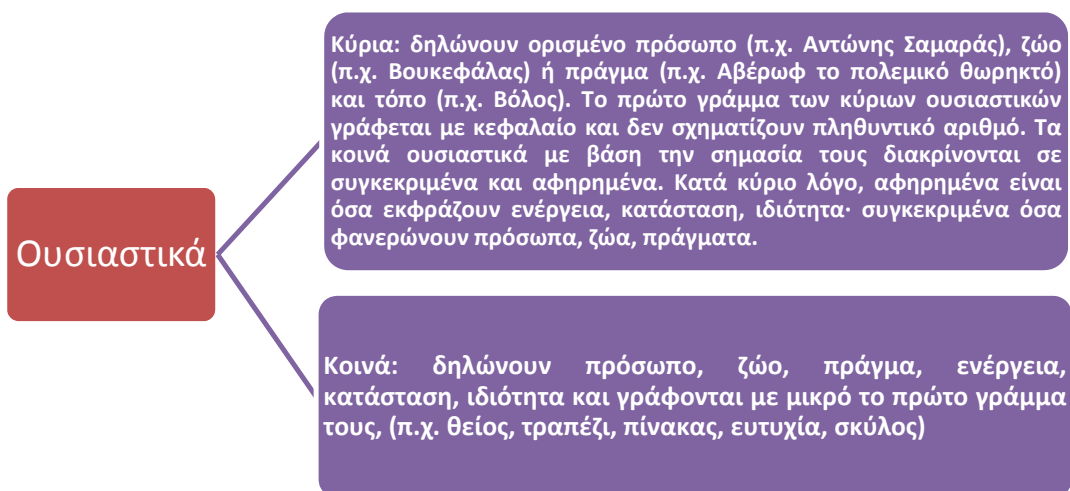 Ουσιαστικά
Κύρια: δηλώνουν ορισμένο πρόσωπο (π.χ. Αντώνης Σαμαράς), ζώο
(π.χ. Βουκεφάλας) ή πράγμα (π.χ. Αβέρωφ το πολεμικό θωρηκτό)
και τόπο (π.χ. Βόλος). Το πρώτο γράμμα των κύριων ουσιαστικών
γράφεται με κεφαλαίο και δεν σχηματίζουν πληθυντικό αριθμό. Τα
κοινά ουσιαστικά με βάση την σημασία τους διακρίνονται σε
συγκεκριμένα και αφηρημένα. Κατά κύριο λόγο, αφηρημένα είναι
όσα εκφράζουν ενέργεια, κατάσταση, ιδιότητα· συγκεκριμένα όσα
φανερώνουν πρόσωπα, ζώα, πράγματα.
Κοινά: δηλώνουν πρόσωπο, ζώο, πράγμα, ενέργεια,
κατάσταση, ιδιότητα και γράφονται με μικρό το πρώτο γράμμα
τους, (π.χ. θείος, τραπέζι, πίνακας, ευτυχία, σκύλος)